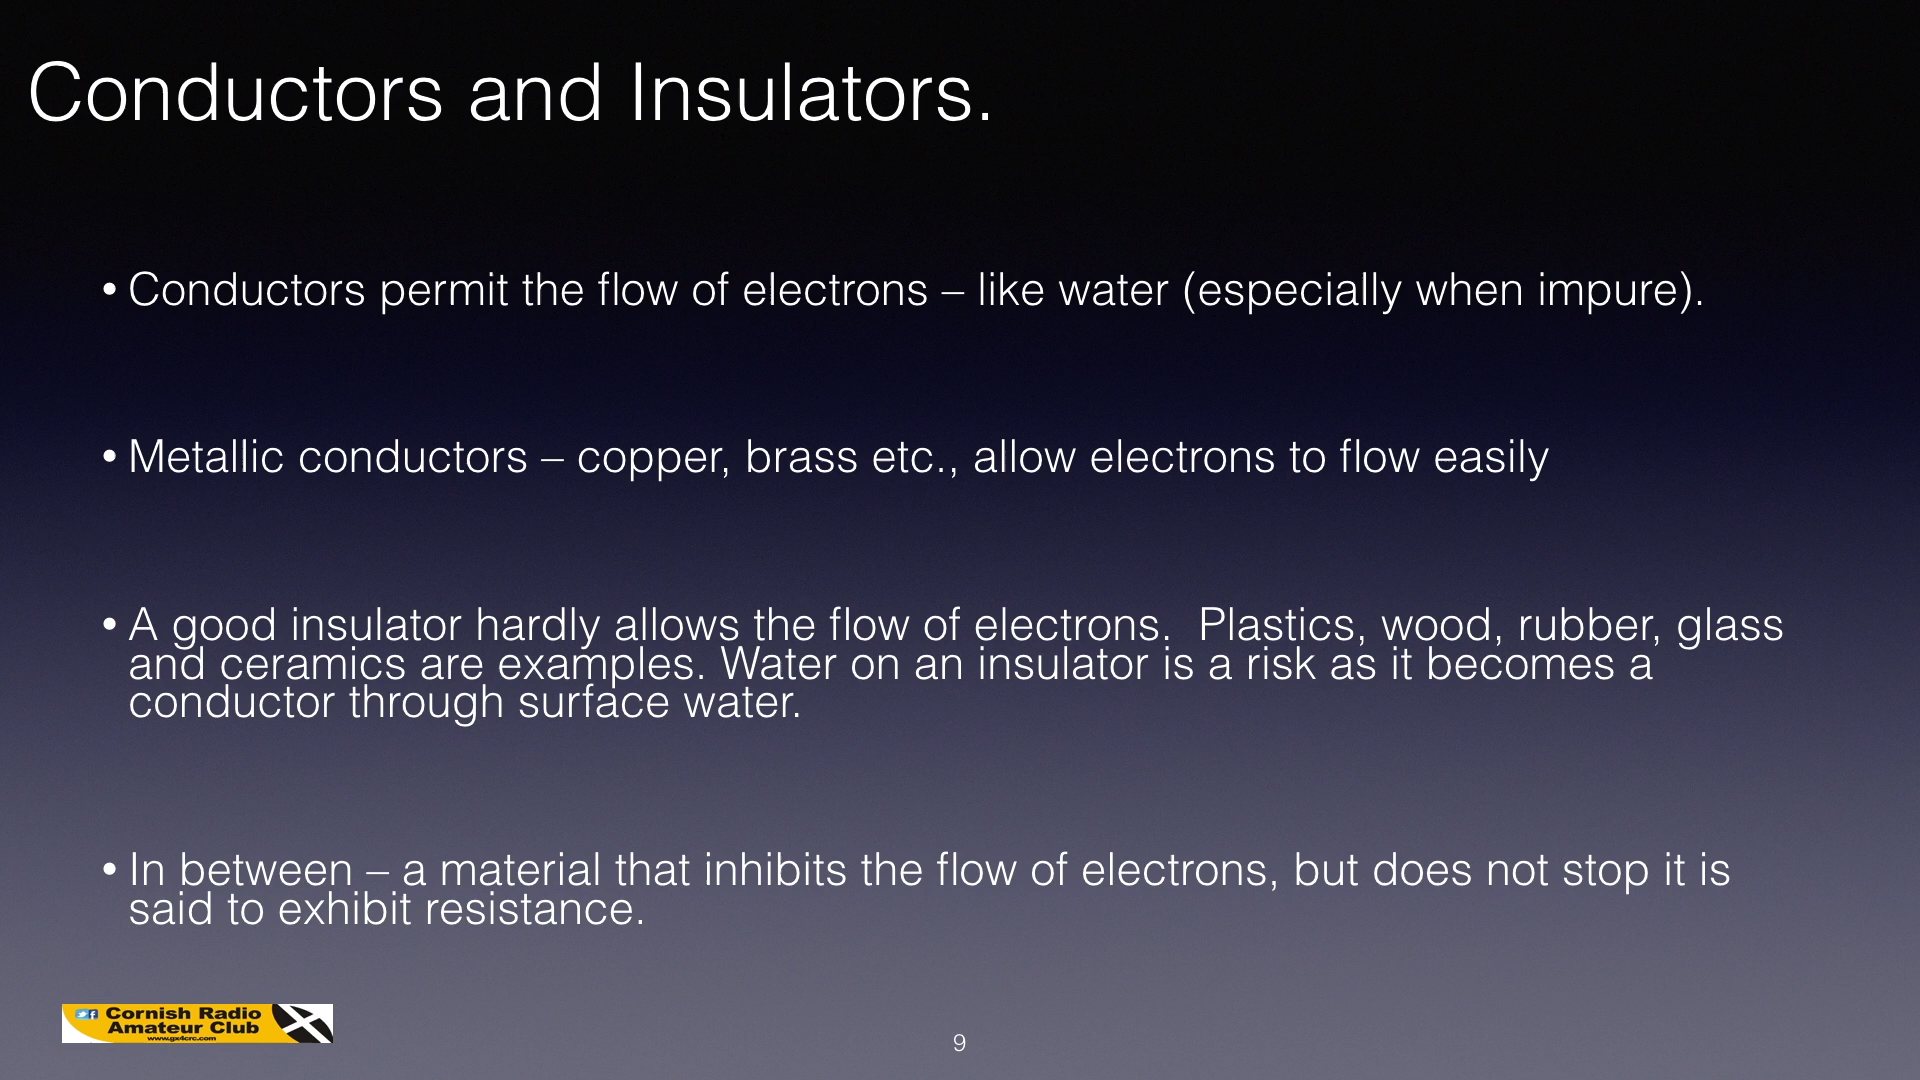 Conductors and Insulators.
• Conductors permit the flow of electrons – like water (especially when impure).
• Metallic conductors – copper, brass etc., allow electrons to flow easily
• A good insulator hardly allows the flow of electrons.  Plastics, wood, rubber, glass
and ceramics are examples. Water on an insulator is a risk as it becomes a
conductor through surface water.
• In between – a material that inhibits the flow of electrons, but does not stop it is
said to exhibit resistance.
Cornish Radio
Amateur Club
www.gx4crc.com
9